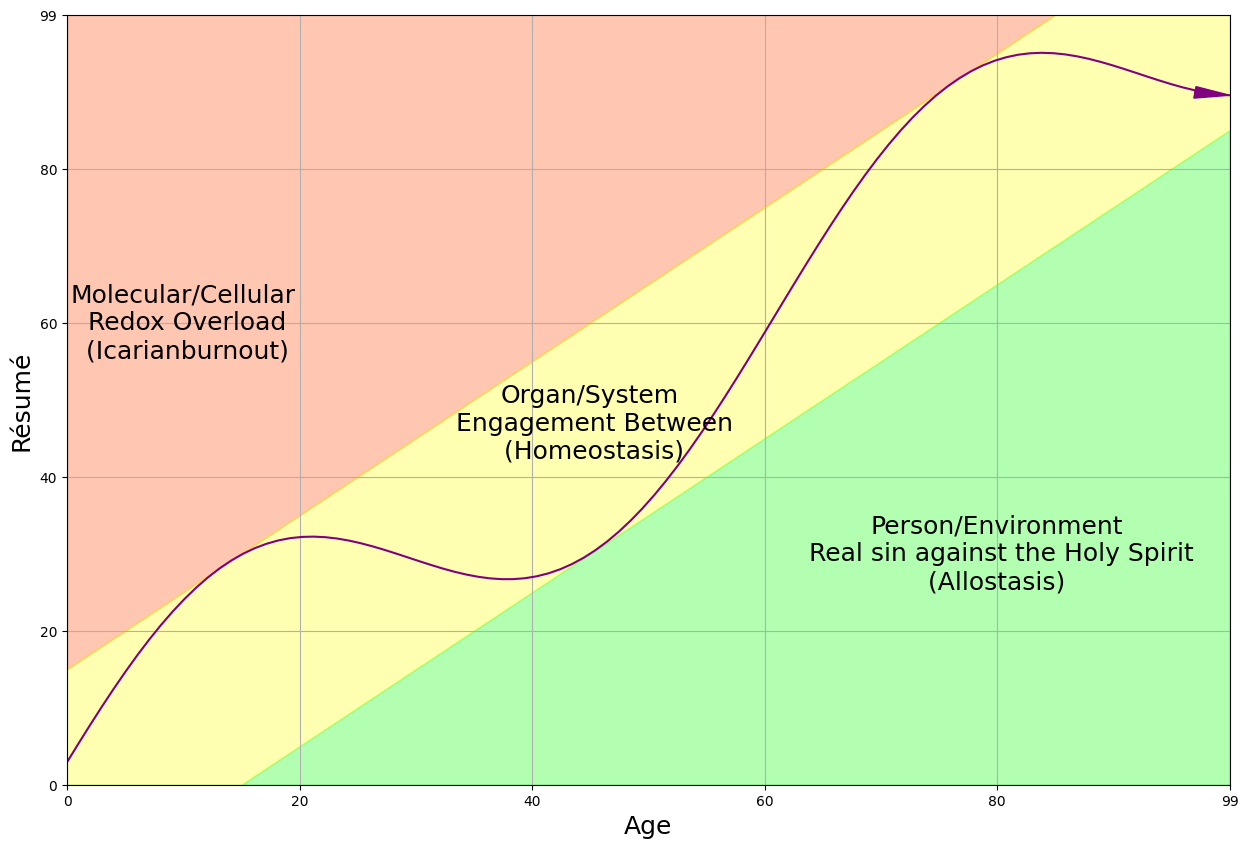 99
80
60
40
20
0
Résumé
Molecular/Cellular
Redox Overload
(Icarianburnout)
Organ/System
Engagement Between
(Homeostasis)
Person/Environment
Real sin against the Holy Spirit
(Allostasis)
0 20 40 60 80 99
Age